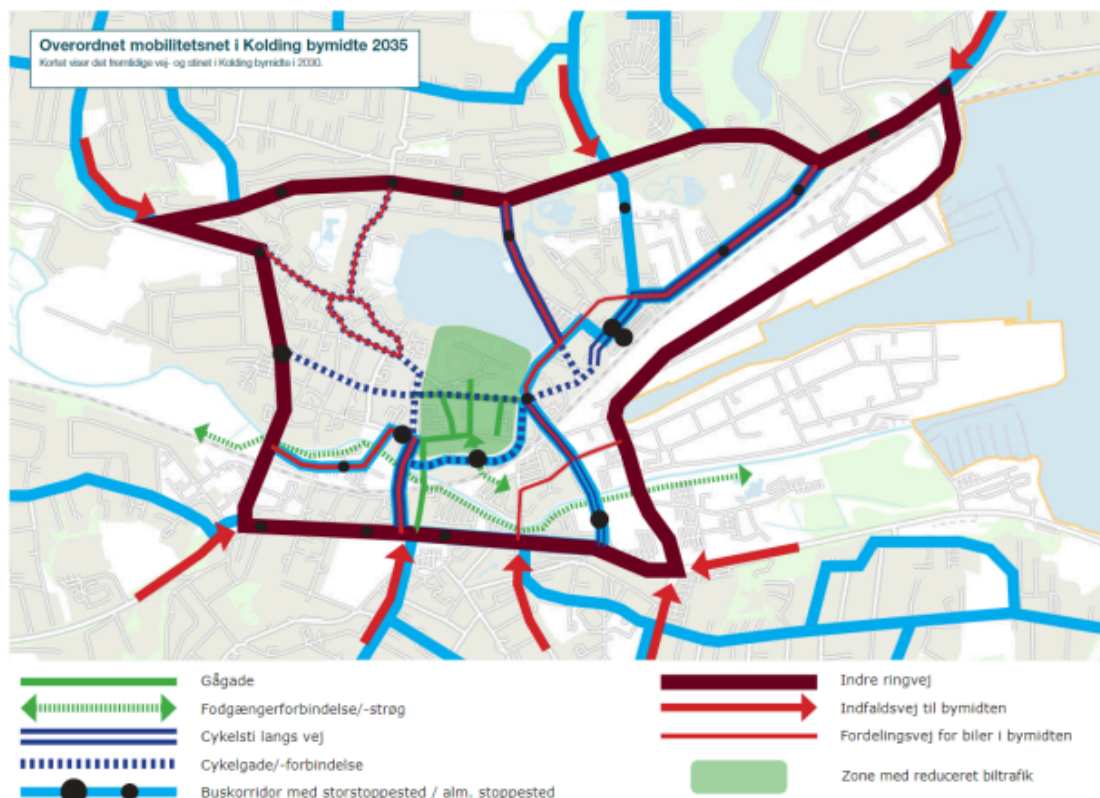 Overordnet mobilitetsnet i Kolding bymidte 2035
Kortet viser det fremtidige vej- og stinet i Kolding bymidte i 2030.
Gågade
Fodgængerforbindelse/-strøg
Cykelsti langs vej
Cykelgade/-forbindelse
Buskorridor med storstoppested / alm. stoppested
Indre ringvej
Indfaldsvej til bymidten
Fordelingsvej for biler i bymidten
Zone med reduceret biltrafik